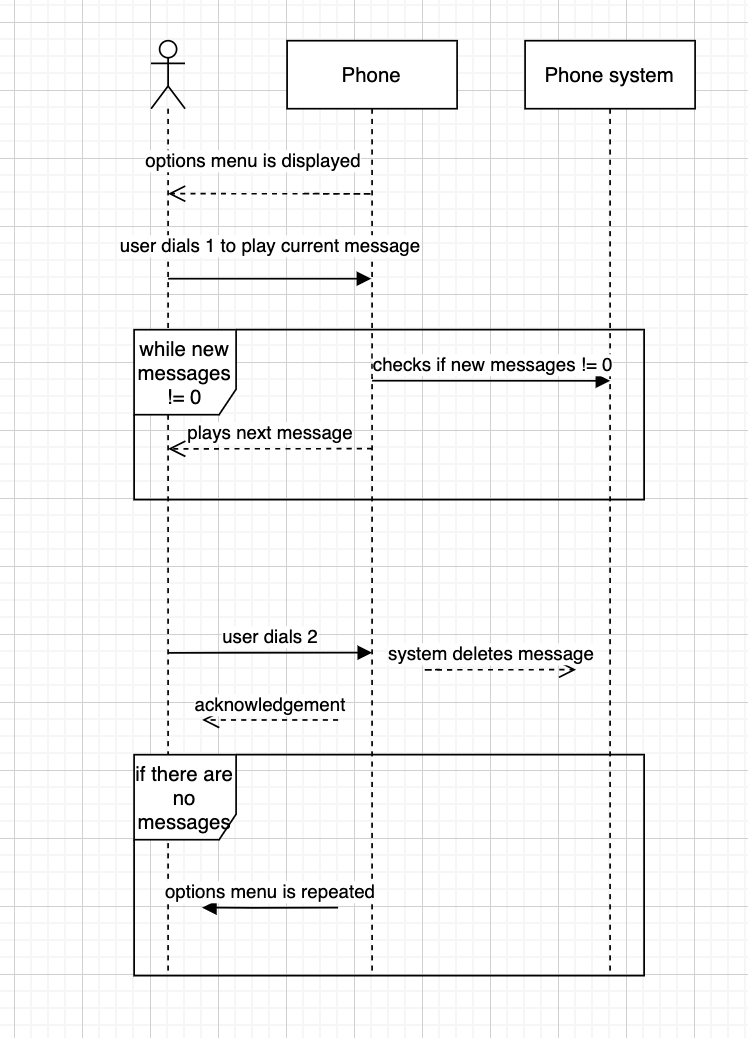 Phone
Phone system
options menu is displayed
user dials 1 to play current message
while new
messages
!= 0
checks if new messages != 0
plays next message
user dials 2
system deletes message
acknowledgement
if there are
no
messages
options menu is repeated